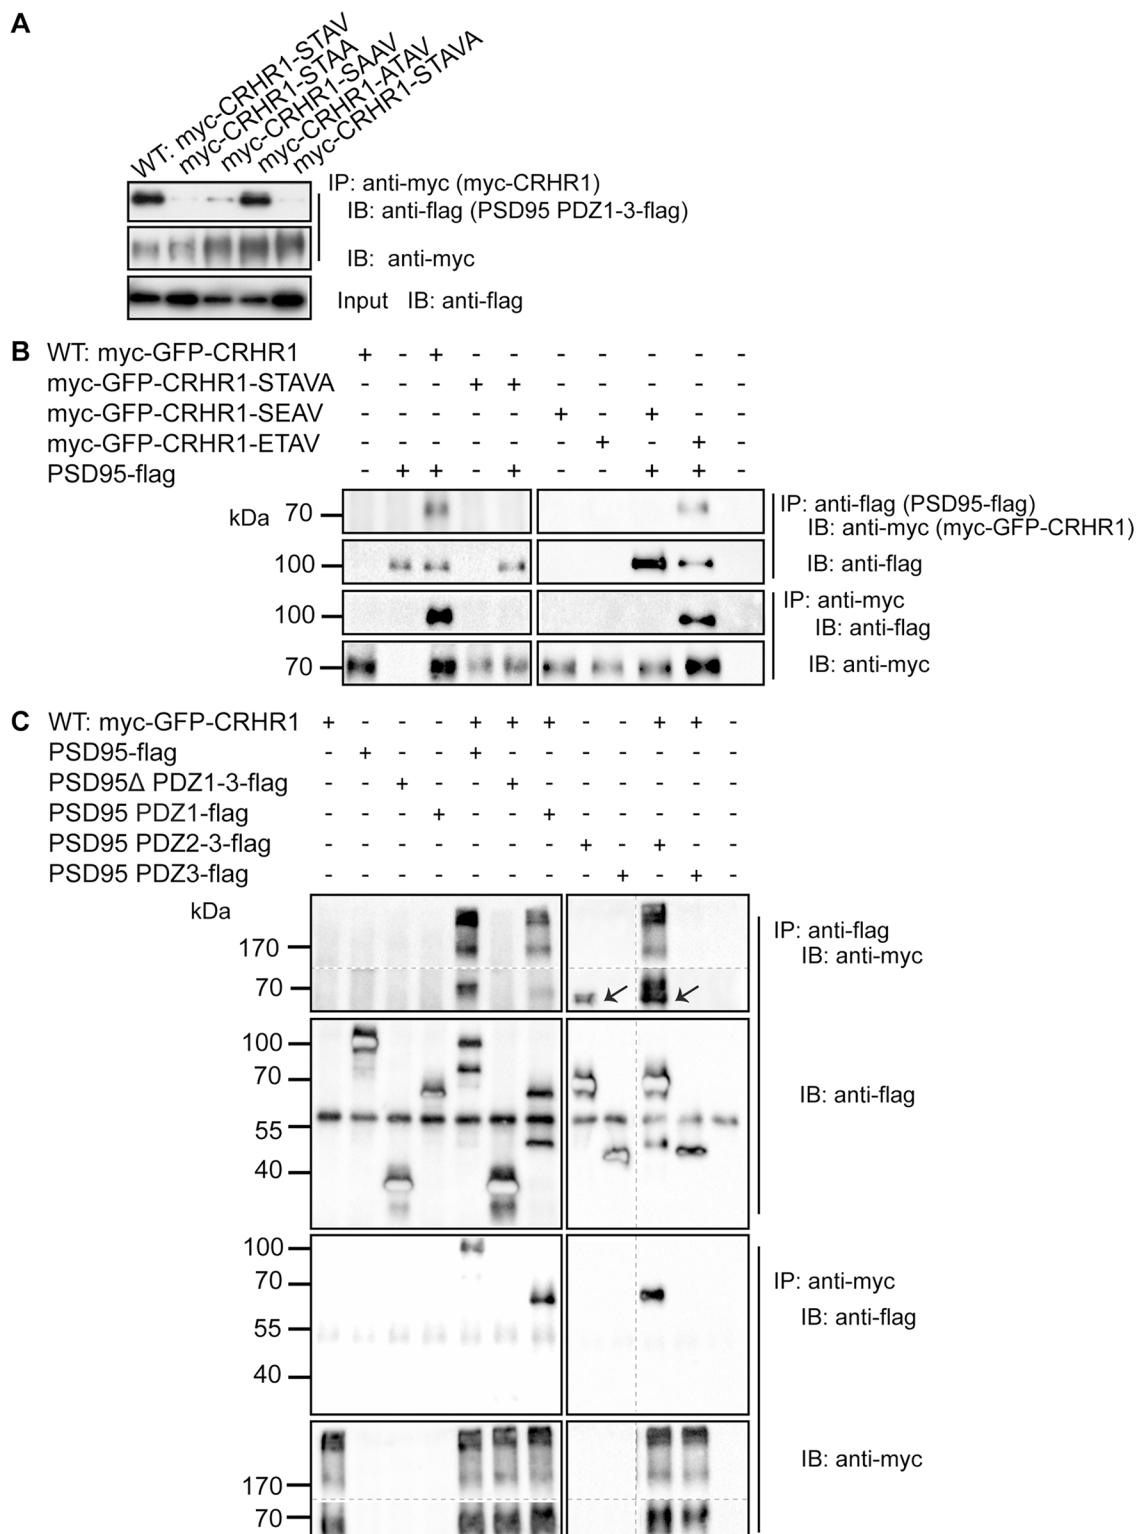 A
WT: myc-CRHR1-STAV
myc-CRHR1-STAA
myc-CRHR1-SAAV
myc-CRHR1-ATAV
myc-CRHR1-STAVA
IP: anti-myc (myc-CRHR1)
IB: anti-flag (PSD95 PDZ1-3-flag)
IB: anti-myc
Input IB: anti-flag
B WT: myc-GFP-CRHR1 + - + - - - - - - -
myc-GFP-CRHR1-STAVA - - - + + - - - - -
myc-GFP-CRHR1-SEAV - - - - - + - + - -
myc-GFP-CRHR1-ETAV - - - - - - + - + -
PSD95-flag - + + - + - - + + -
kDa 70 IP: anti-flag (PSD95-flag)
IB: anti-myc (myc-GFP-CRHR1)
100 IB: anti-flag
100 IP: anti-myc
IB: anti-flag
70 IB: anti-myc
C WT: myc-GFP-CRHR1 + - - - + + + - - + + -
PSD95-flag - + - - + - - - - - - -
PSD95Δ PDZ1-3-flag - - + - - + - - - - - -
PSD95 PDZ1-flag - - - + - - + - - - - -
PSD95 PDZ2-3-flag - - - - - - - + - + - -
PSD95 PDZ3-flag - - - - - - - - + - + -
kDa
IP: anti-flag
170 IB: anti-myc
70
100
70
IB: anti-flag
55
40
100
70 IP: anti-myc
IB: anti-flag
55
40
IB: anti-myc
170
70